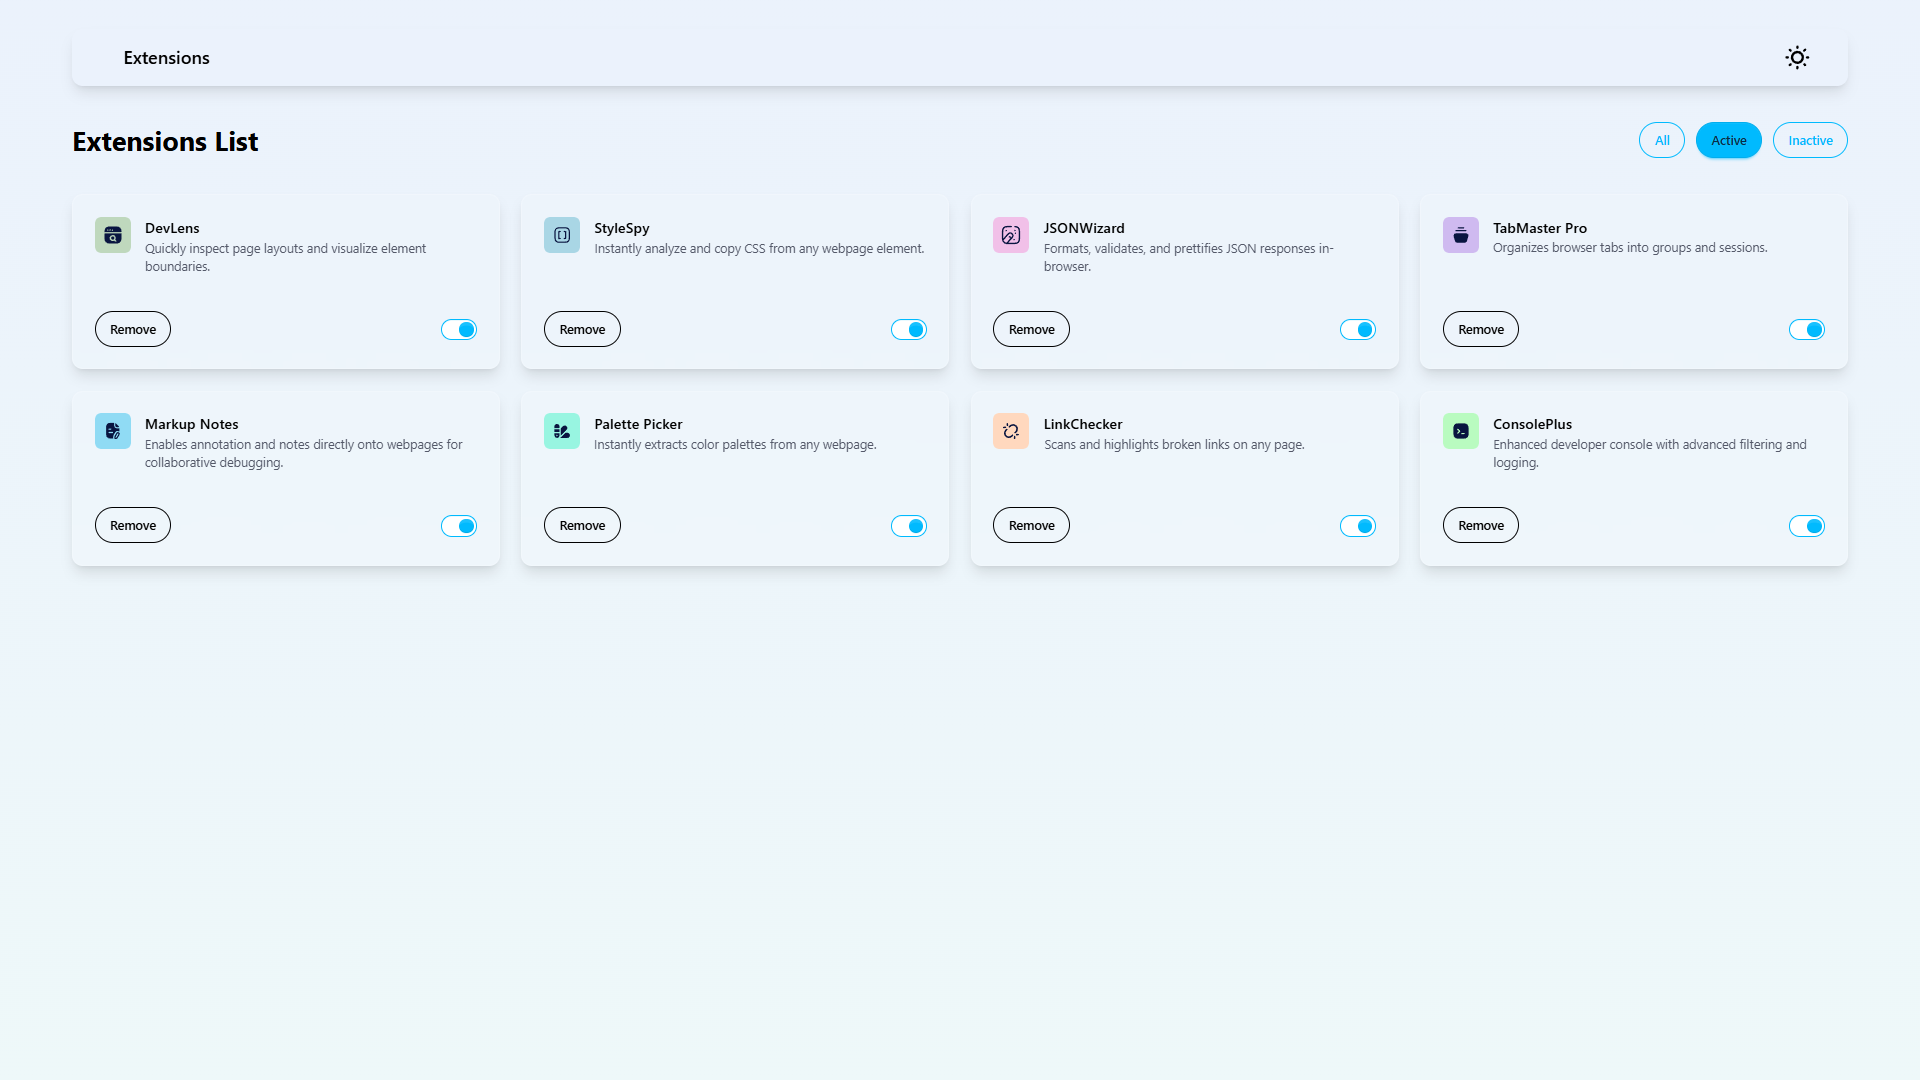 Extensions
Extensions List
All
Active
Inactive
DevLens
Quickly inspect page layouts and visualize element
boundaries.
Remove
StyleSpy
Instantly analyze and copy CSS from any webpage element.
Remove
JSONWizard
Formats, validates, and prettifies JSON responses in-
browser.
Remove
TabMaster Pro
Organizes browser tabs into groups and sessions.
Remove
Markup Notes
Enables annotation and notes directly onto webpages for
collaborative debugging.
Remove
Palette Picker
Instantly extracts color palettes from any webpage.
Remove
LinkChecker
Scans and highlights broken links on any page.
Remove
ConsolePlus
Enhanced developer console with advanced filtering and
logging.
Remove